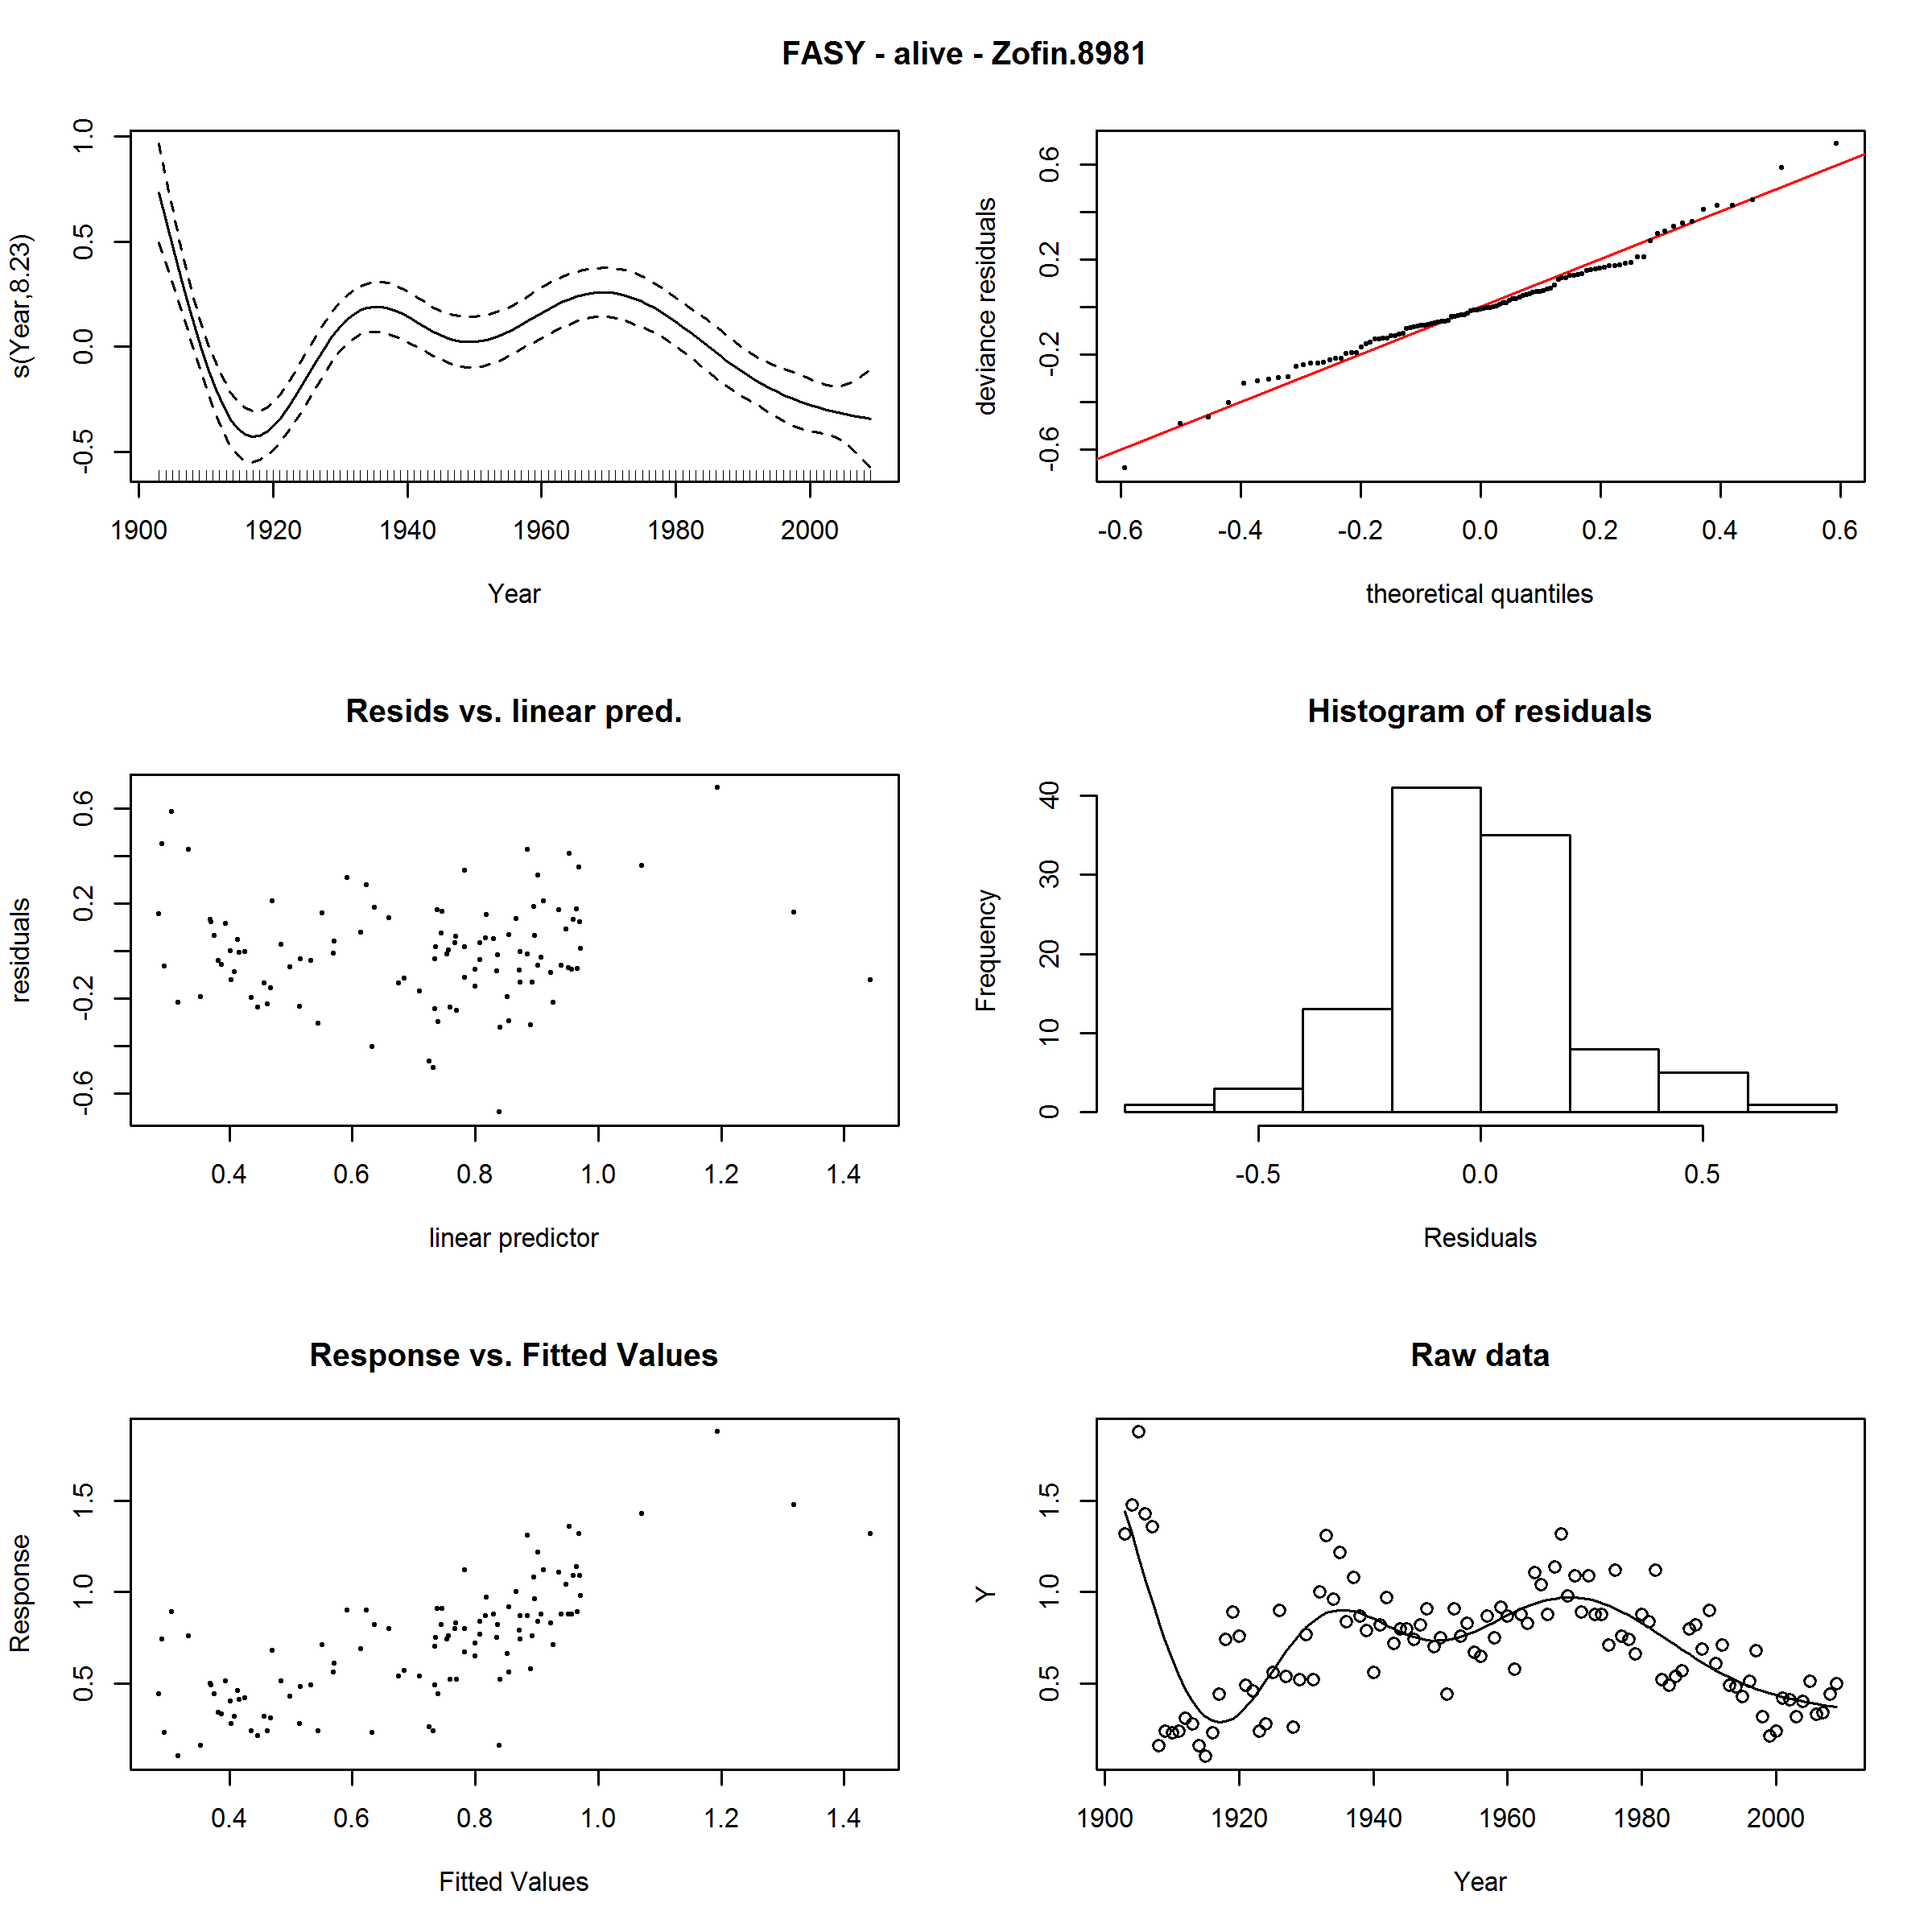 FASY - alive - Zofin.8981
s(Year,8.23)
-0.5 0.0 0.5 1.0
1900 1920 1940 1960 1980 2000
Year
deviance residuals
-0.6 -0.2 0.2 0.6
-0.6 -0.4 -0.2 0.0 0.2 0.4 0.6
theoretical quantiles
Resids vs. linear pred.
residuals
-0.6 -0.2 0.2 0.6
0.4 0.6 0.8 1.0 1.2 1.4
linear predictor
Histogram of residuals
Frequency
0 10 20 30 40
-0.5 0.0 0.5
Residuals
Response vs. Fitted Values
Response
0.5 1.0 1.5
0.4 0.6 0.8 1.0 1.2 1.4
Fitted Values
Raw data
Y
0.5 1.0 1.5
1900 1920 1940 1960 1980 2000
Year